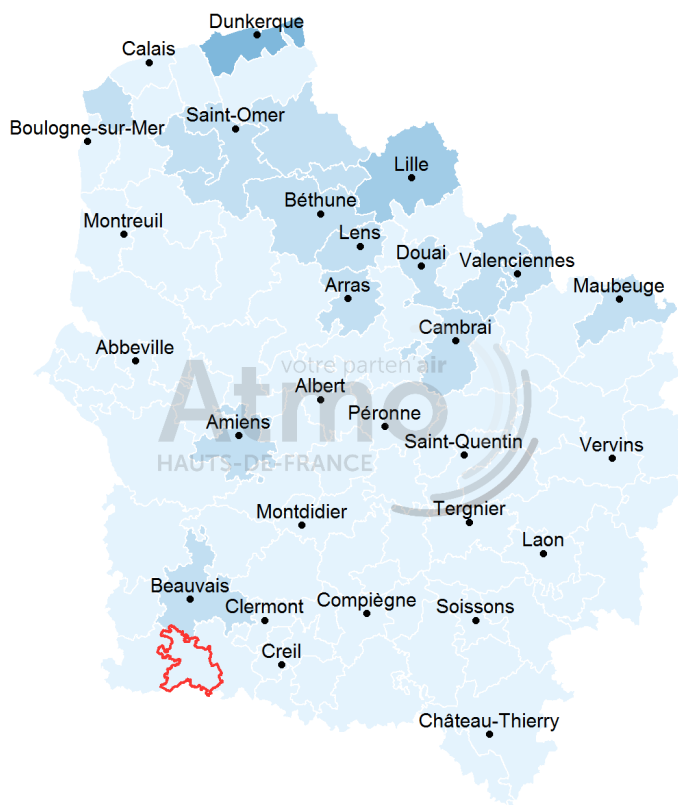 Dunkerque
Calais
Saint-Omer
Boulogne-sur-Mer
Lille
Béthune
Montreuil
Lens
Douai
Valenciennes
Arras
Maubeuge
Cambrai
Abbeville
votre parten air
Atmo
Albert
Péronne
Amiens
Saint-Quentin
Vervins
HAUTS-DE-FRANCE
Montdidier
Tergnier
Laon
Beauvais
Clermont
Compiègne
Soissons
Creil
Château-Thierry